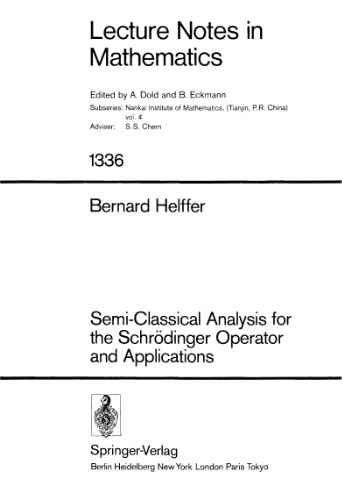 Lecture Notes in
Mathematics
Edited by A. Dold and B. Eckmann
Subseries: Nankai Institute of Mathematics, (Tianjin, P.R. China)
vol. 4
Adviser: S.S. Chern
1336
Bernard Helffer
Semi-Classical Analysis for
the Schrödinger Operator
and Applications
Springer-Verlag
Berlin Heidelberg New York London Paris Tokyo